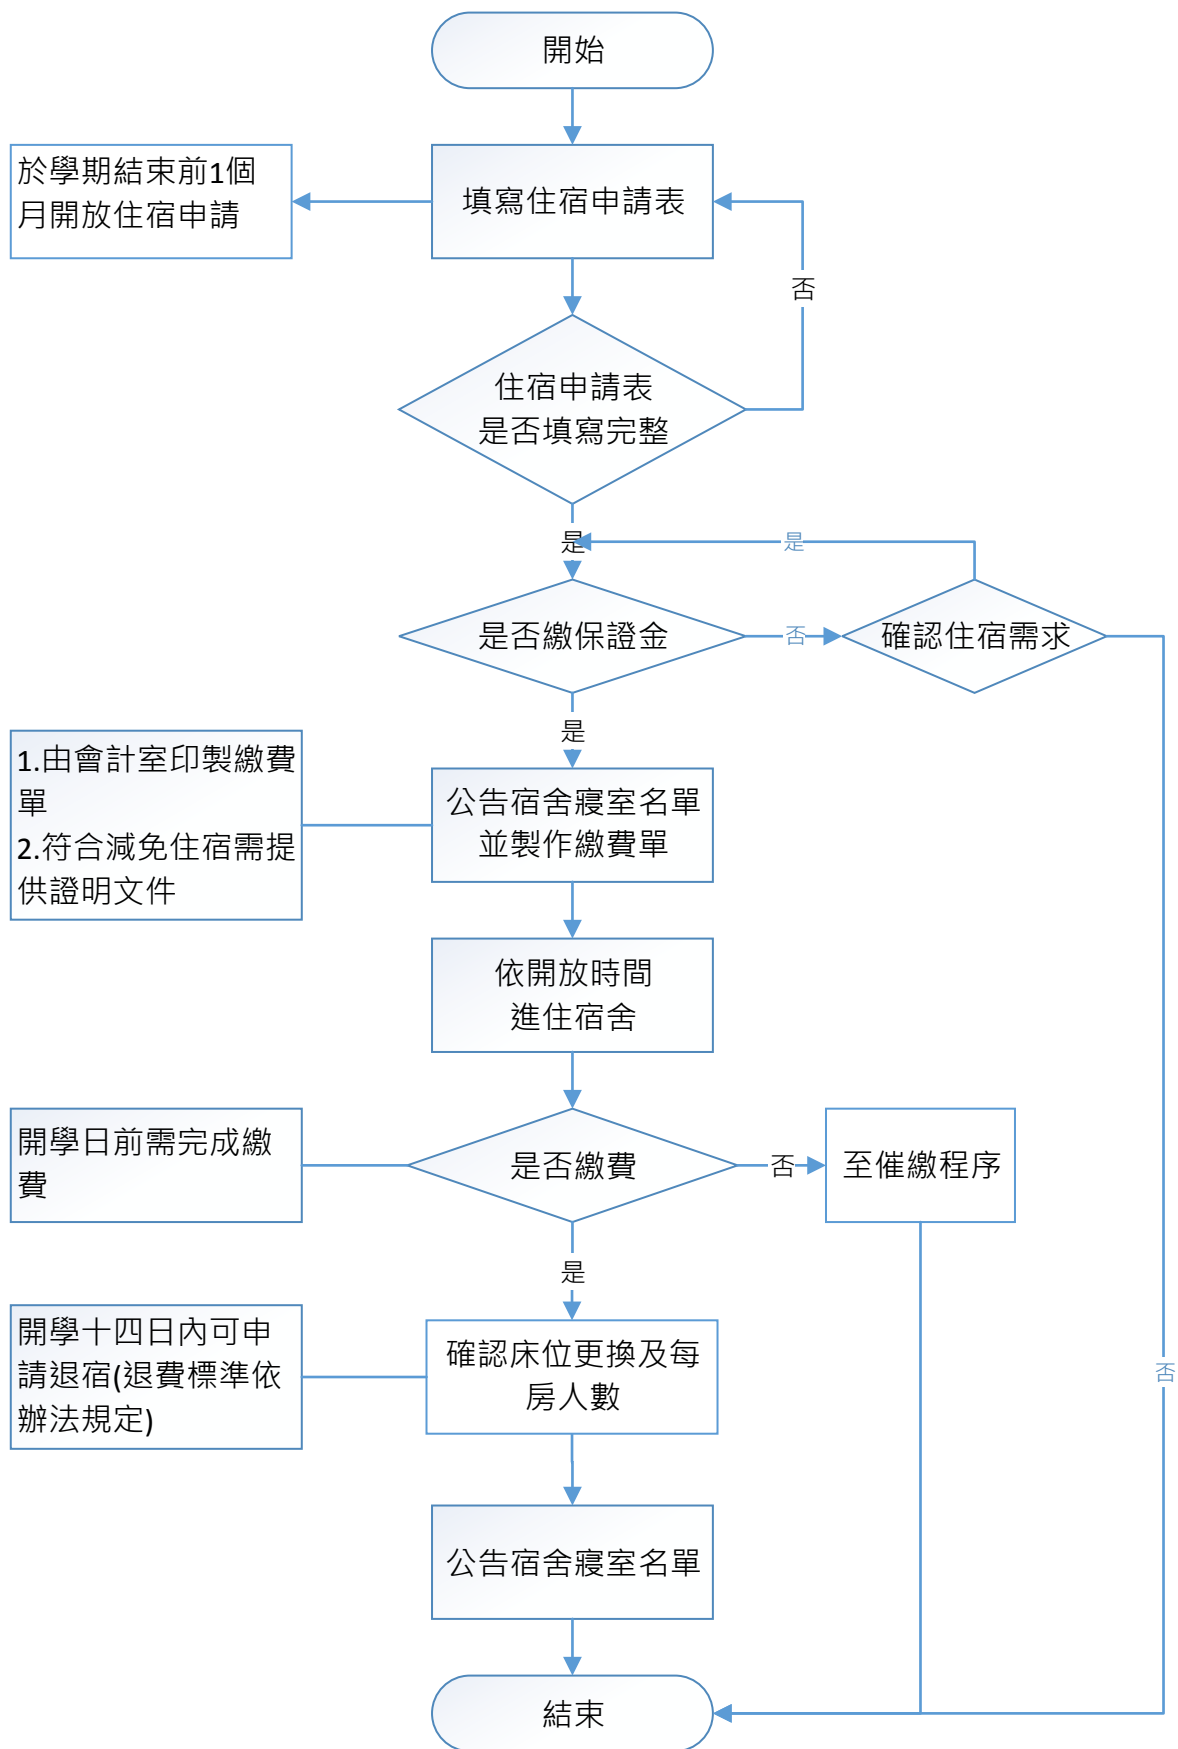 開始
於學期結束前1個
月開放住宿申請
填寫住宿申請表
否
住宿申請表
是否填寫完整
是
是
是否繳保證金
否
確認住宿需求
是
1.由會計室印製繳費
單
2.符合減免住宿需提
供證明文件
公告宿舍寢室名單
並製作繳費單
依開放時間
進住宿舍
開學日前需完成繳
費
是否繳費
否
至催繳程序
是
開學十四日內可申
請退宿(退費標準依
辦法規定)
確認床位更換及每
房人數
否
公告宿舍寢室名單
結束